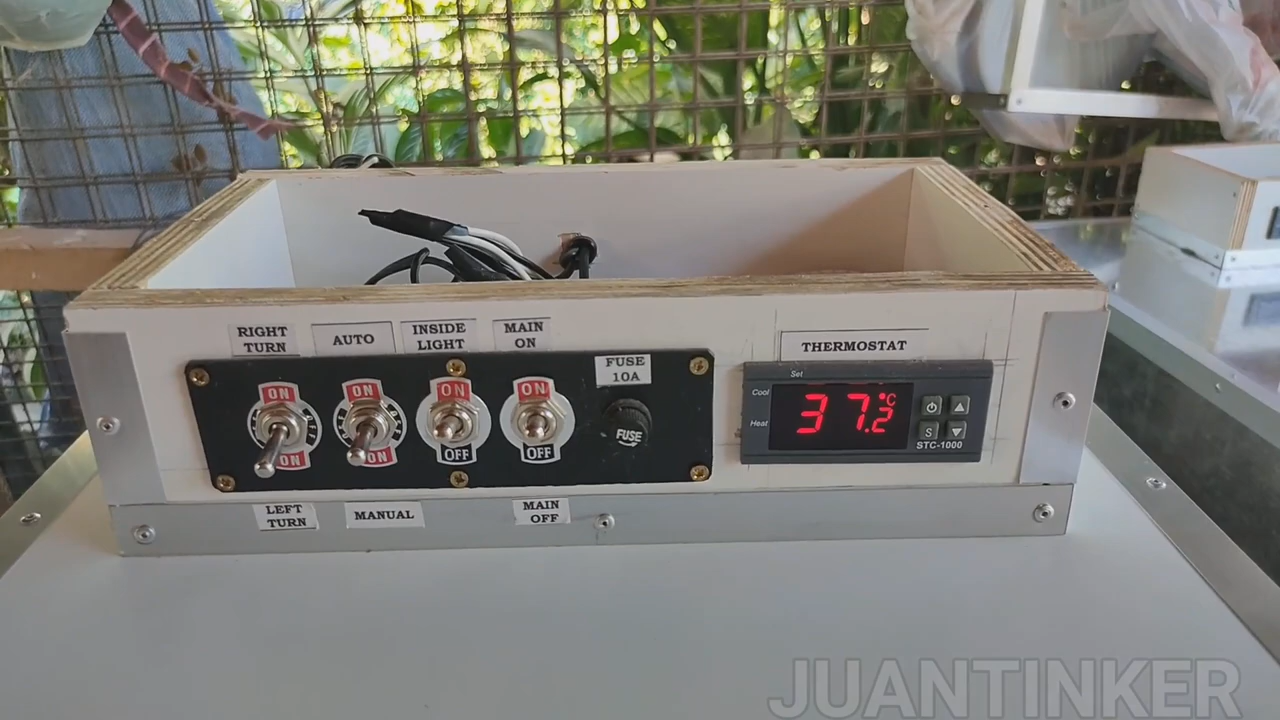 RIGHT
TURN
AUTO
INSIDE
LIGHT
MAIN
ON
THERMOSTAT
FUSE
10A
ON
ON
ON
ON
ON
ON
OFF
OFF
FUSE
Set
Cool
Heat
37.2
°C
S
STC-1000
LEFT
TURN
MANUAL
MAIN
OFF
JUANTINKER